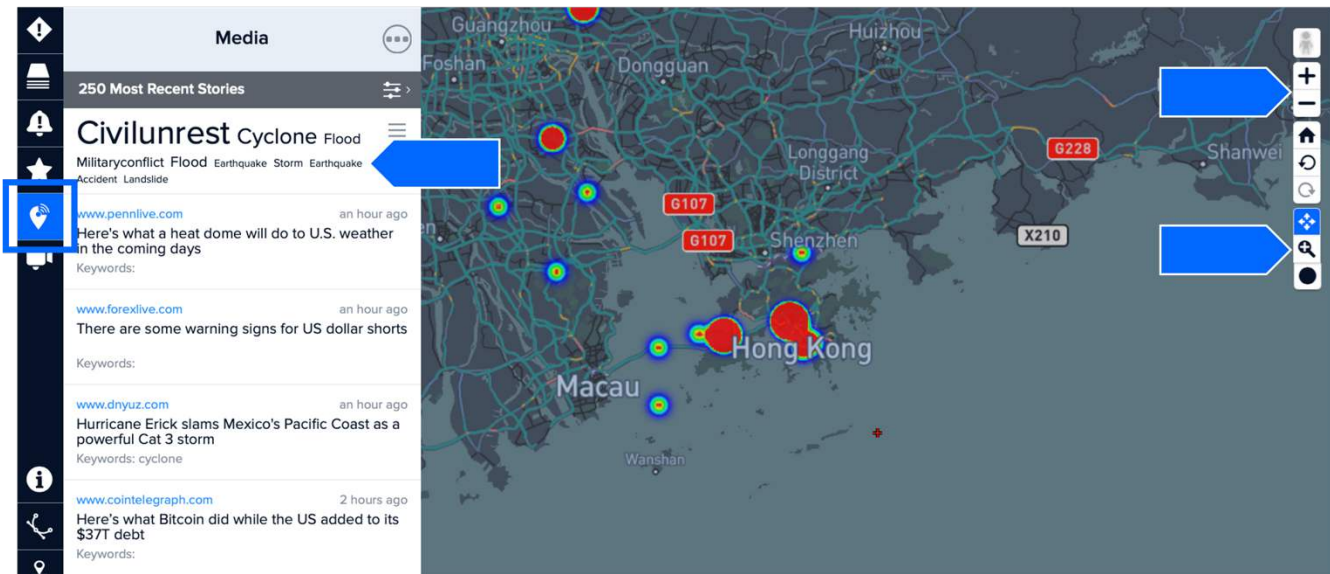 Media
250 Most Recent Stories
Civilunrest Cyclone Flood
Militaryconflict Flood Earthquake Storm Earthquake
Accident Landslide
www.pennlive.com an hour ago
Here's what a heat dome will do to U.S. weather
in the coming days
Keywords:
www.forexlive.com an hour ago
There are some warning signs for US dollar shorts
Keywords:
www.dnyuz.com an hour ago
Hurricane Erick slams Mexico's Pacific Coast as a
powerful Cat 3 storm
Keywords: cyclone
www.cointelegraph.com 2 hours ago
Here's what Bitcoin did while the US added to its
$37T debt
Keywords:
Guangzhou
Huizhou
Foshan
Dongguan
Longgang
District
G228
Shanwei
G107
G107
Shenzhen
X210
Hong Kong
Macau
Wanshan